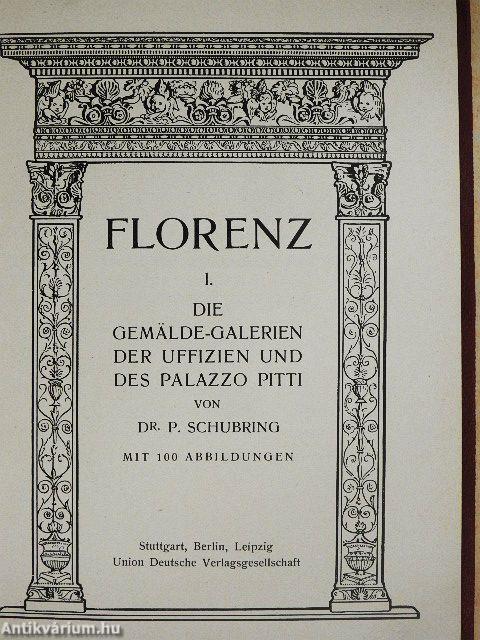 FLORENZ
I.
DIE
GEMÄLDE-GALERIEN
DER UFFIZIEN UND
DES PALAZZO PITTI
VON
DR. P. SCHUBRING
MIT 100 ABBILDUNGEN
Stuttgart, Berlin, Leipzig
Union Deutsche Verlagsgesellschaft
Antikvárium.hu